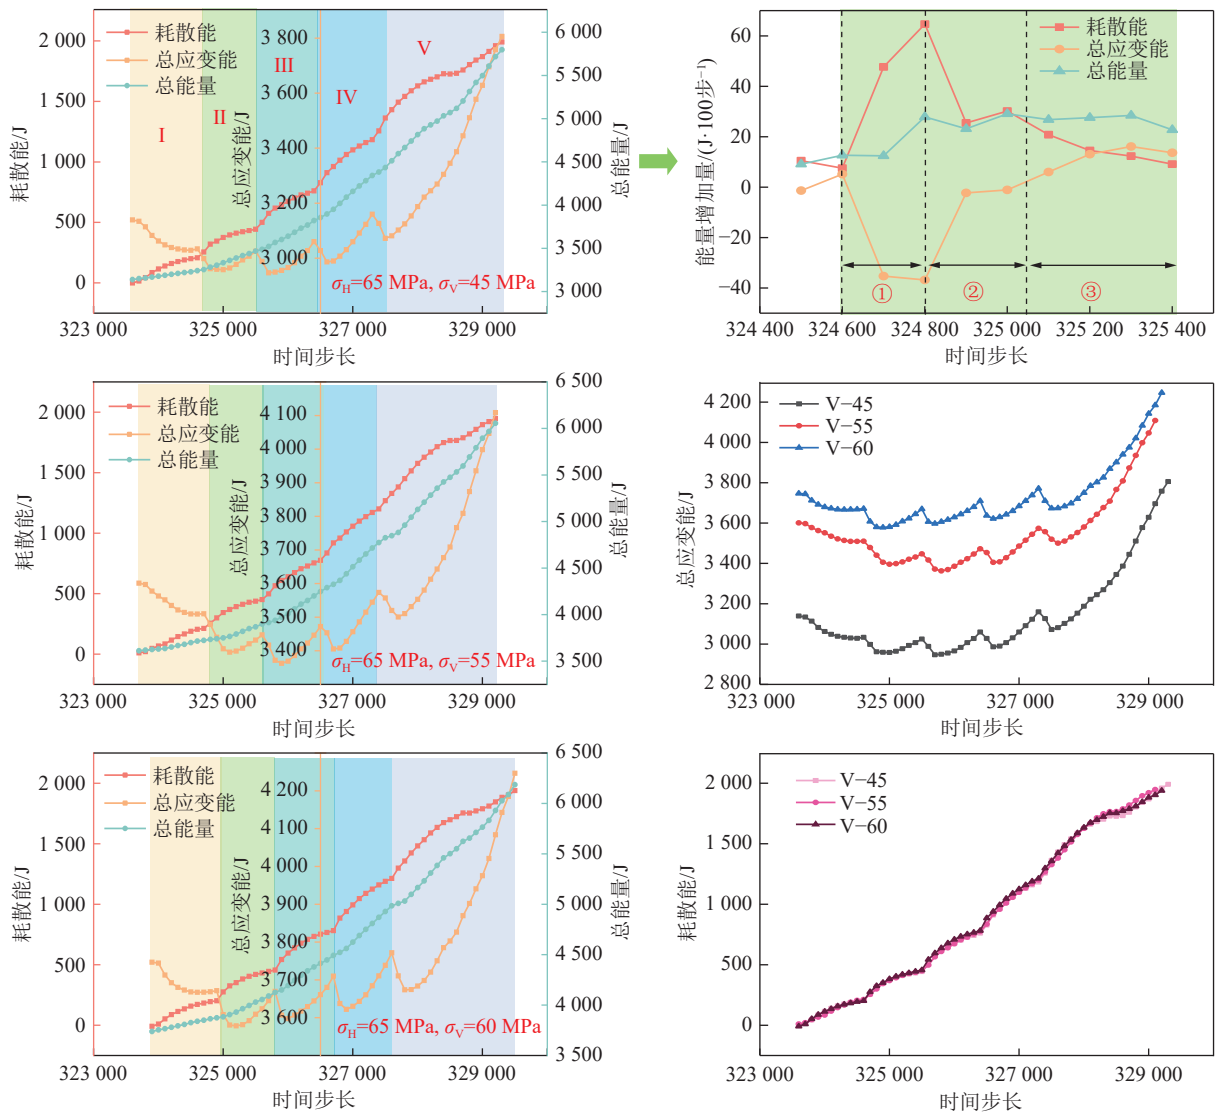 2 000
1 500
1 000
500
0
耗散能/J
耗散能
总应变能
总能量
I
II
III
IV
V
3 800
3 600
3 400
3 200
3 000
总应变能/J
6 000
5 500
5 000
4 500
4 000
3 500
3 000
总能量/J
σH=65 MPa, σV=45 MPa
323 000
325 000
327 000
329 000
时间步长
60
40
20
0
−20
−40
能量增加量/(J·100步⁻¹)
耗散能
总应变能
总能量
①
②
③
324 400
324 600
324 800
325 000
325 200
325 400
时间步长
2 000
1 500
1 000
500
0
耗散能/J
耗散能
总应变能
总能量
4 100
4 000
3 900
3 800
3 700
3 600
3 500
3 400
总应变能/J
6 500
6 000
5 500
5 000
4 500
4 000
3 500
总能量/J
σH=65 MPa, σV=55 MPa
323 000
325 000
327 000
329 000
时间步长
4 200
4 000
3 800
3 600
3 400
3 200
3 000
2 800
总应变能/J
V−45
V−55
V−60
323 000
325 000
327 000
329 000
时间步长
2 000
1 500
1 000
500
0
耗散能/J
耗散能
总应变能
总能量
4 200
4 100
4 000
3 900
3 800
3 700
3 600
总应变能/J
6 500
6 000
5 500
5 000
4 500
4 000
3 500
总能量/J
σH=65 MPa, σV=60 MPa
323 000
325 000
327 000
329 000
时间步长
2 000
1 500
1 000
500
0
耗散能/J
V−45
V−55
V−60
323 000
325 000
327 000
329 000
时间步长